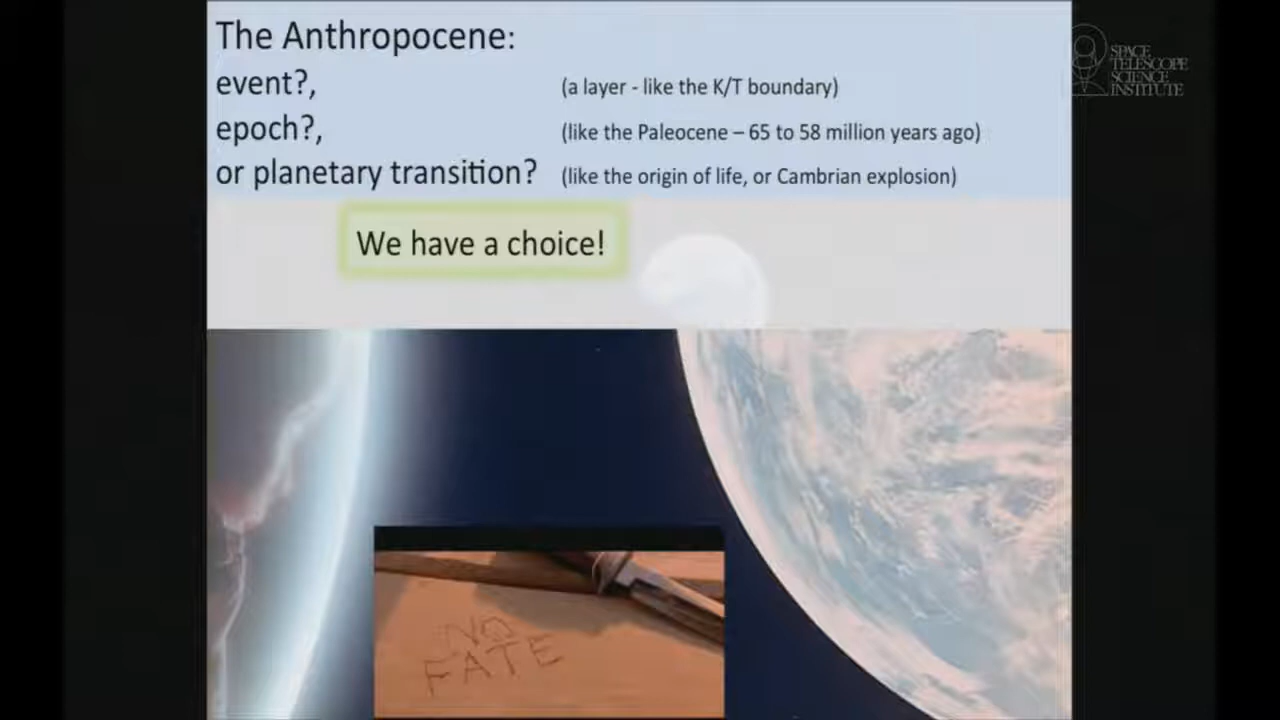 The Anthropocene:
event?, (a layer - like the K/T boundary)
epoch?, (like the Paleocene – 65 to 58 million years ago)
or planetary transition? (like the origin of life, or Cambrian explosion)
We have a choice!
NO
FATE
SPACE
TELESCOPE
SCIENCE
INSTITUTE